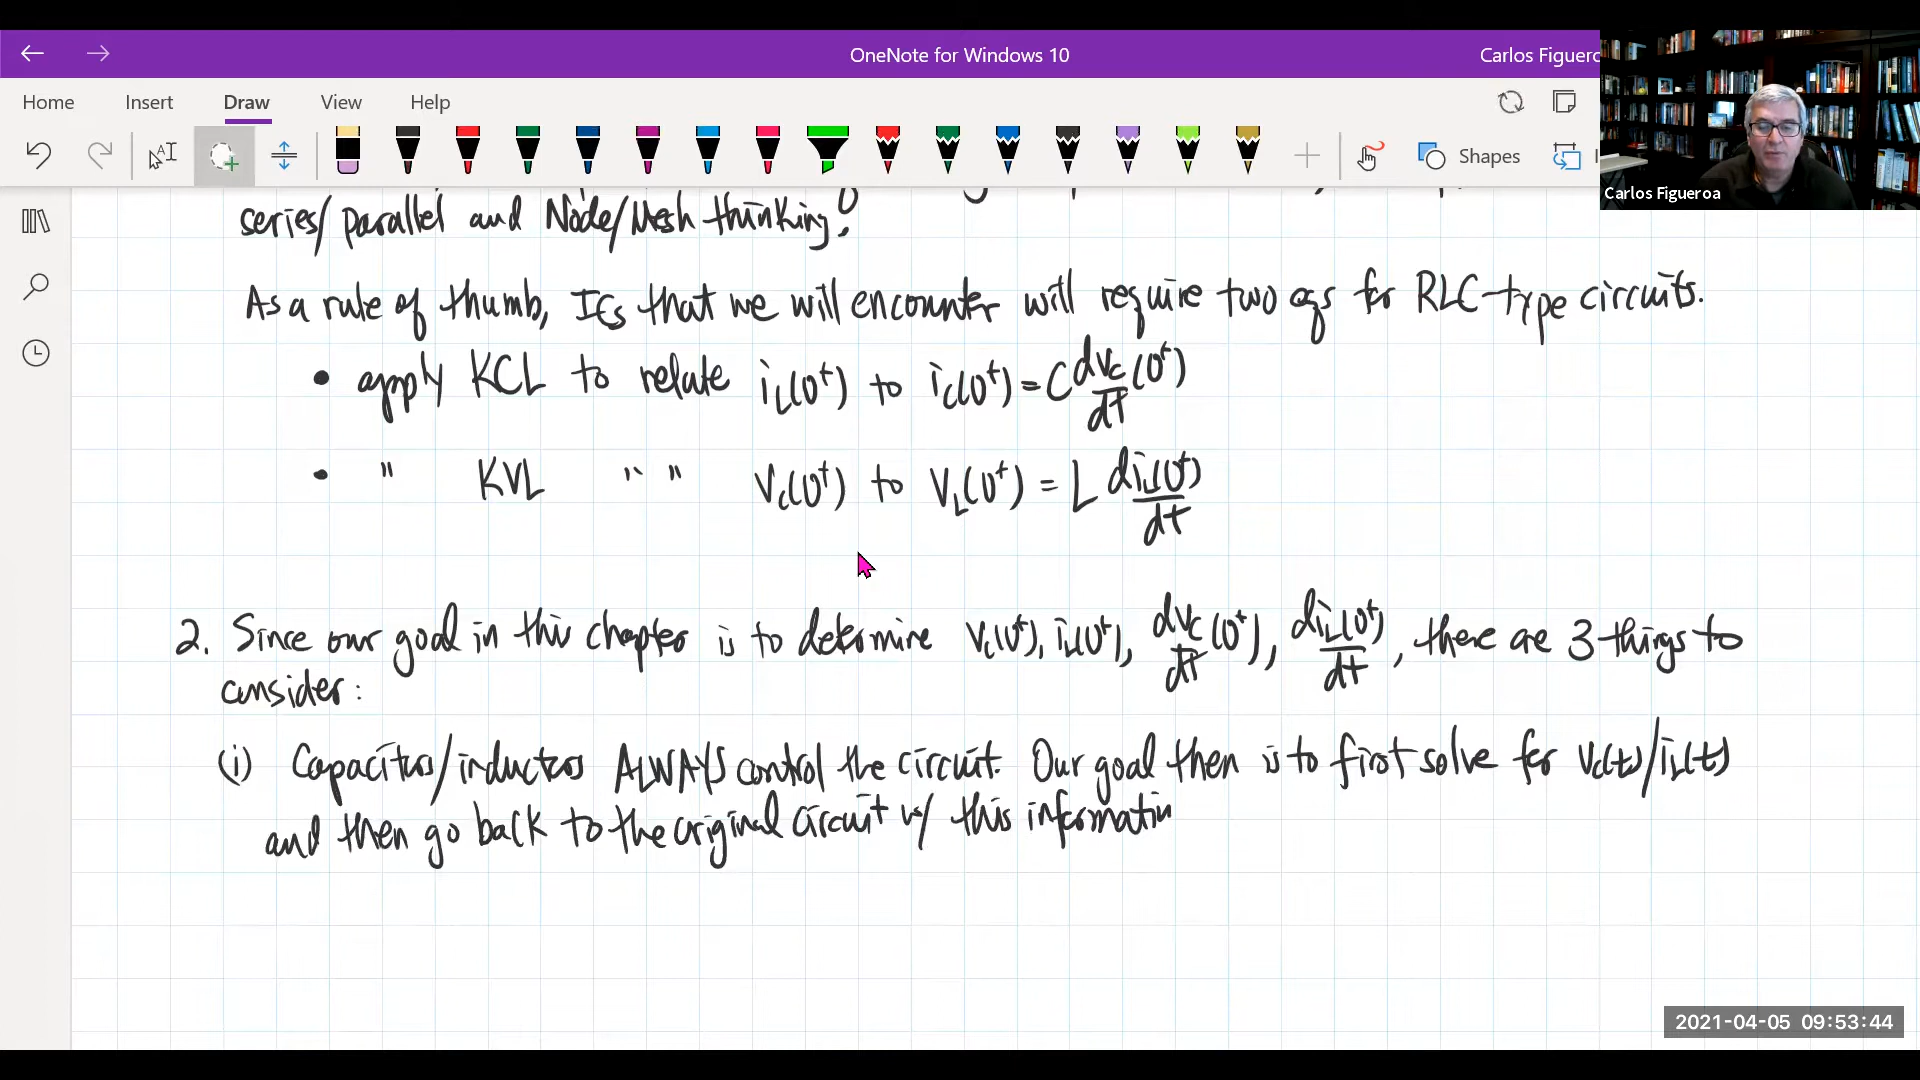 OneNote for Windows 10
Carlos Figuero
Home Insert Draw View Help
Shapes
Carlos Figueroa
series/parallel and Node/Mesh thinking!
As a rule of thumb, ICs that we will encounter will require two eqs for RLC-type circuits.
• apply KCL to relate iL(0⁺) to iC(0⁺) = C dvC/dt (0⁺)
• " KVL " " vC(0⁺) to vL(0⁺) = L diL(0⁺)/dt
2. Since our goal in this chapter is to determine vC(0⁺), iL(0⁺), dvC/dt (0⁺), diL(0⁺)/dt, there are 3 things to
consider:
(i) Capacitors/inductors ALWAYS control the circuit. Our goal then is to first solve for vC(t)/iL(t)
and then go back to the original circuit w/ this information
2021-04-05 09:53:44